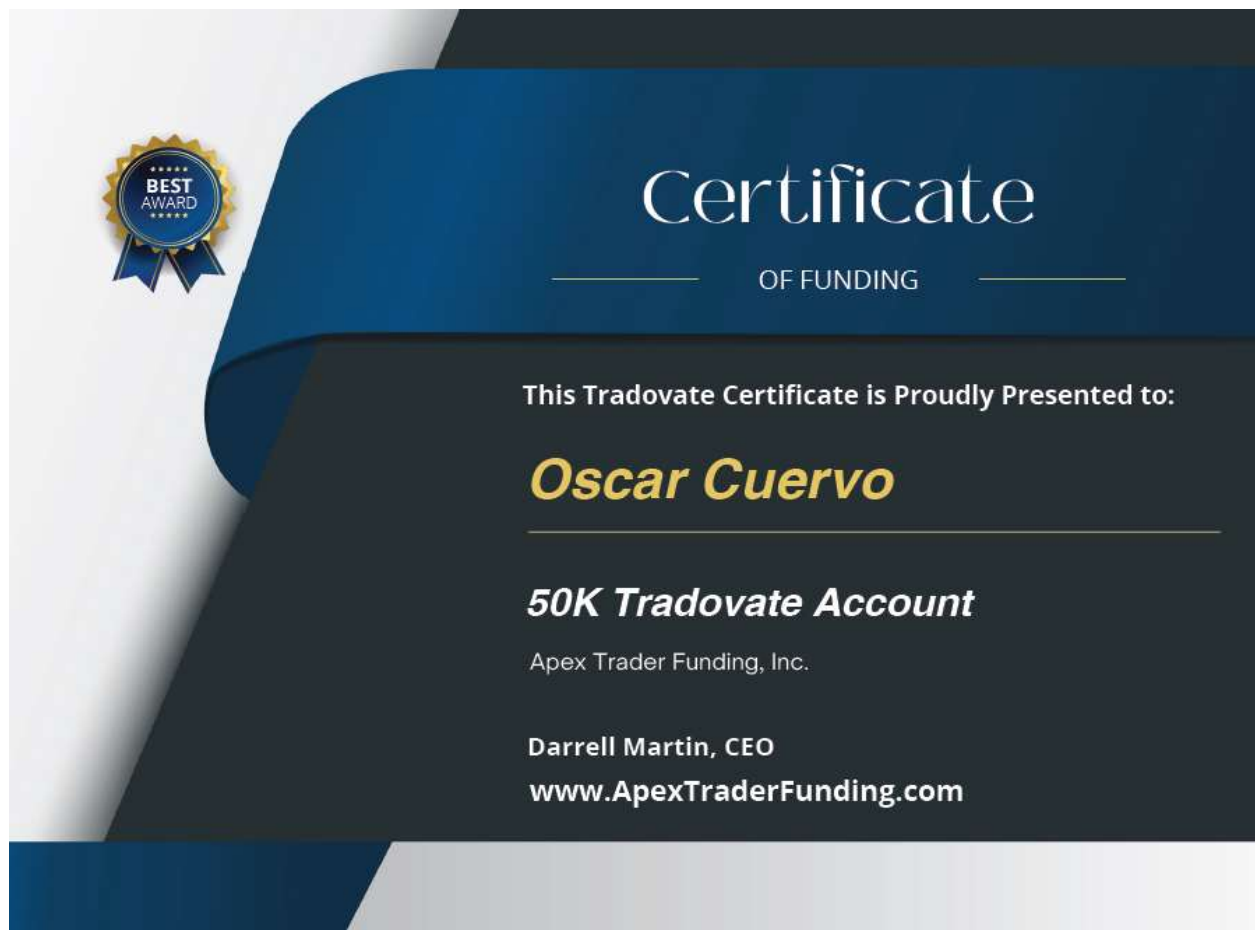 BEST
AWARD
Certificate
OF FUNDING
This Tradovate Certificate is Proudly Presented to:
Oscar Cuervo
50K Tradovate Account
Apex Trader Funding, Inc.
Darrell Martin, CEO
www.ApexTraderFunding.com